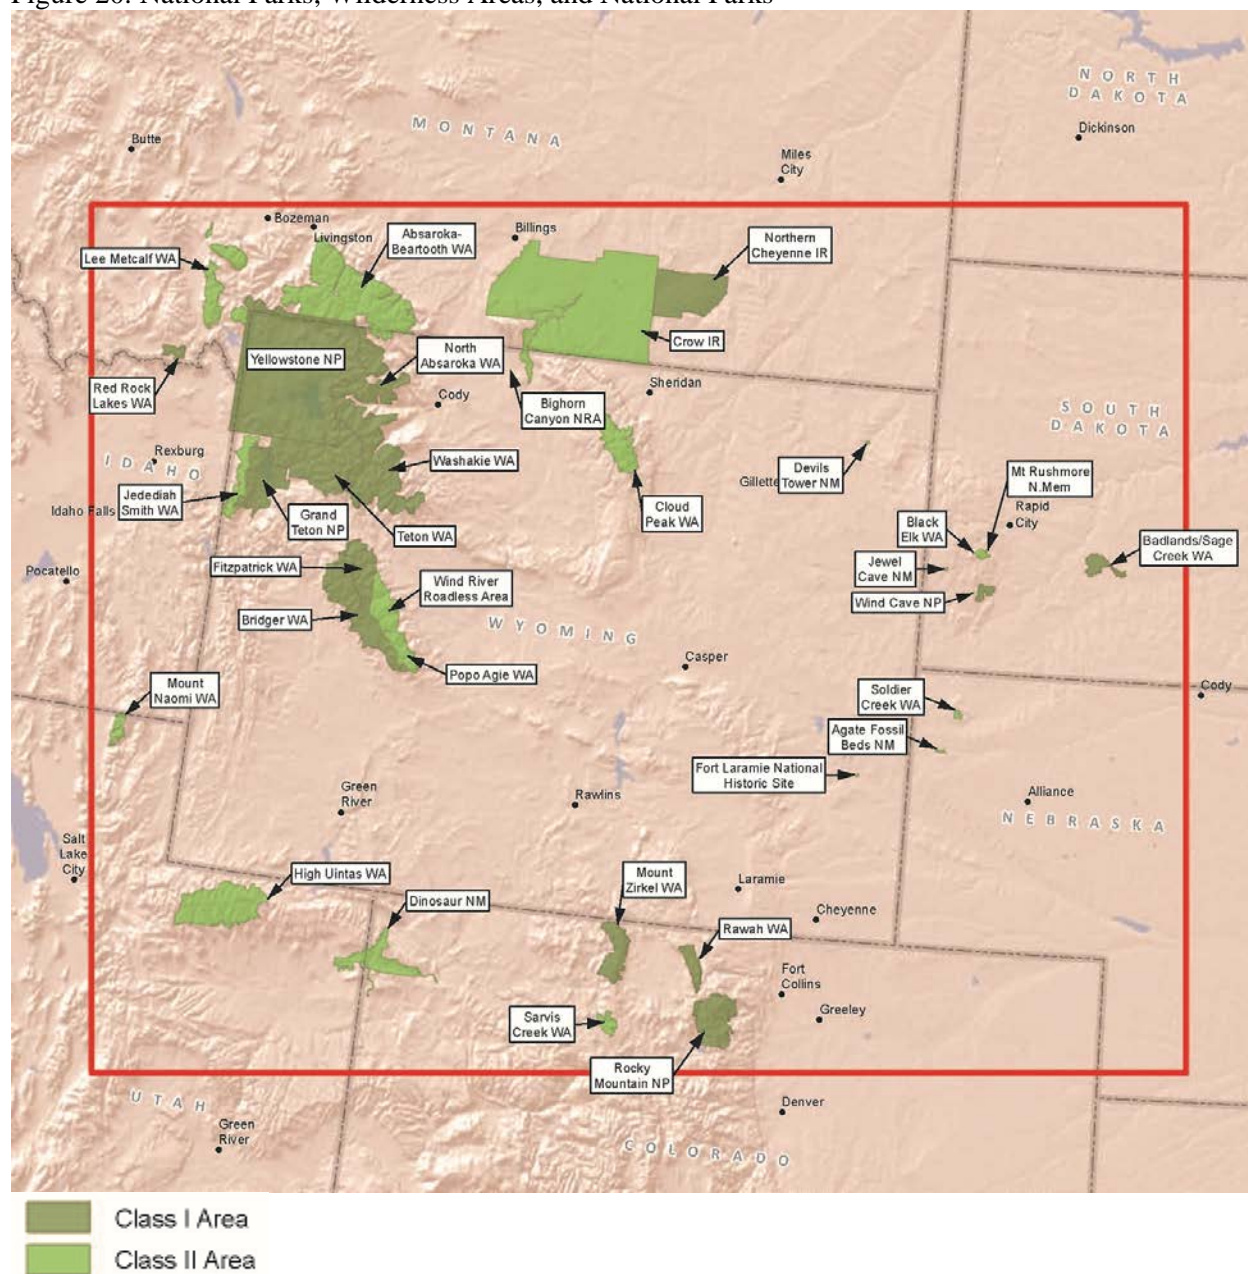 Figure 20. National Parks, Wilderness Areas, and National Parks
NORTH
DAKOTA
MONTANA
Dickinson
Butte
Miles
City
Bozeman
Livingston
Absaroka-
Beartooth WA
Billings
Northern
Cheyenne IR
Lee Metcalf WA
Crow IR
Yellowstone NP
North
Absaroka WA
Red Rock
Lakes WA
Cody
Bighorn
Canyon NRA
Sheridan
SOUTH
DAKOTA
Rexburg
IDAHO
Washakie WA
Devils
Tower NM
Gillette
Mt Rushmore
N.Mem
Jedediah
Smith WA
Idaho Falls
Grand
Teton NP
Teton WA
Cloud
Peak WA
Rapid
City
Black
Elk WA
Badlands/Sage
Creek WA
Pocatello
Fitzpatrick WA
Jewel
Cave NM
Wind River
Roadless Area
Wind Cave NP
Bridger WA
WYOMING
Casper
Popo Agie WA
Mount
Naomi WA
Soldier
Creek WA
Cody
Agate Fossil
Beds NM
Fort Laramie National
Historic Site
Green
River
Rawlins
Alliance
NEBRASKA
Salt
Lake
City
High Uintas WA
Mount
Zirkel WA
Laramie
Dinosaur NM
Cheyenne
Rawah WA
Fort
Collins
Greeley
Sarvis
Creek WA
Rocky
Mountain NP
UTAH
Denver
Green
River
COLORADO
Class I Area
Class II Area